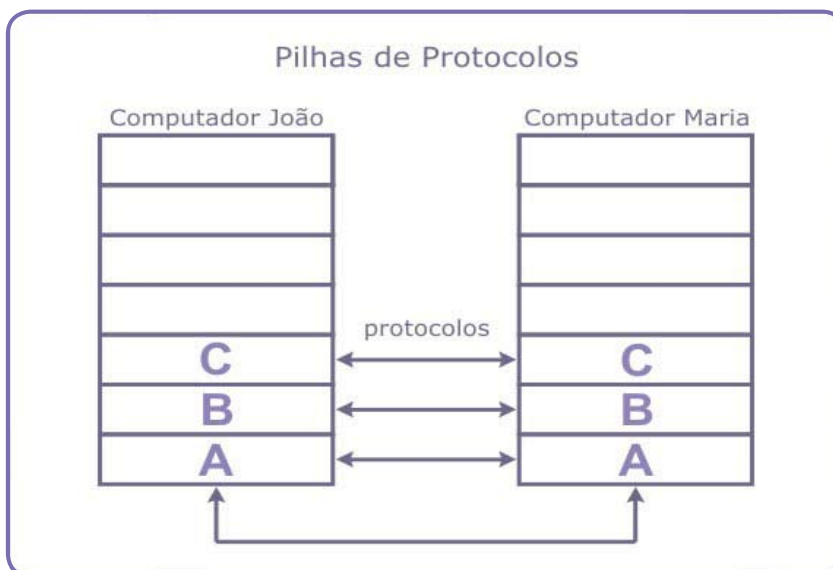 Pilhas de Protocolos
Computador João Computador Maria
protocolos
C C
B B
A A